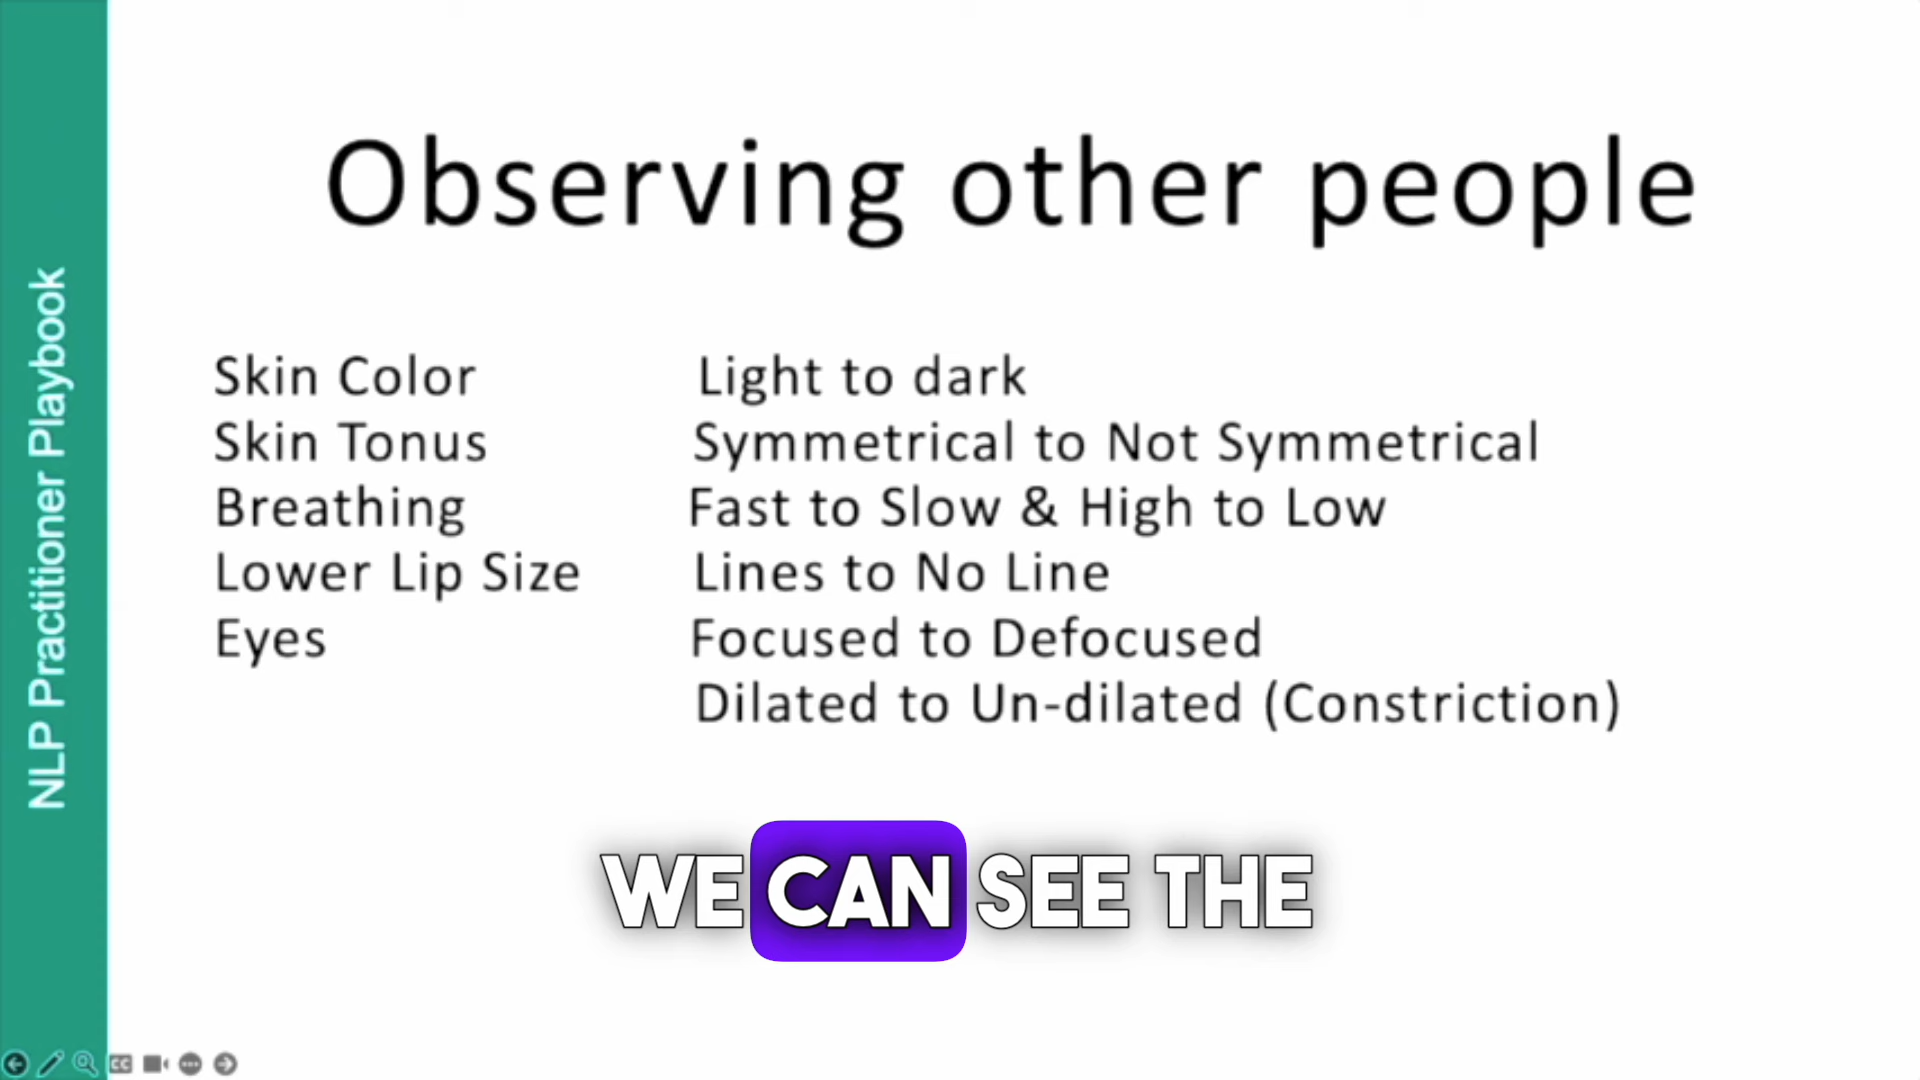 NLP Practitioner Playbook
Observing other people
Skin Color Light to dark
Skin Tonus Symmetrical to Not Symmetrical
Breathing Fast to Slow & High to Low
Lower Lip Size Lines to No Line
Eyes Focused to Defocused
Dilated to Un-dilated (Constriction)
WE CAN SEE THE
CC